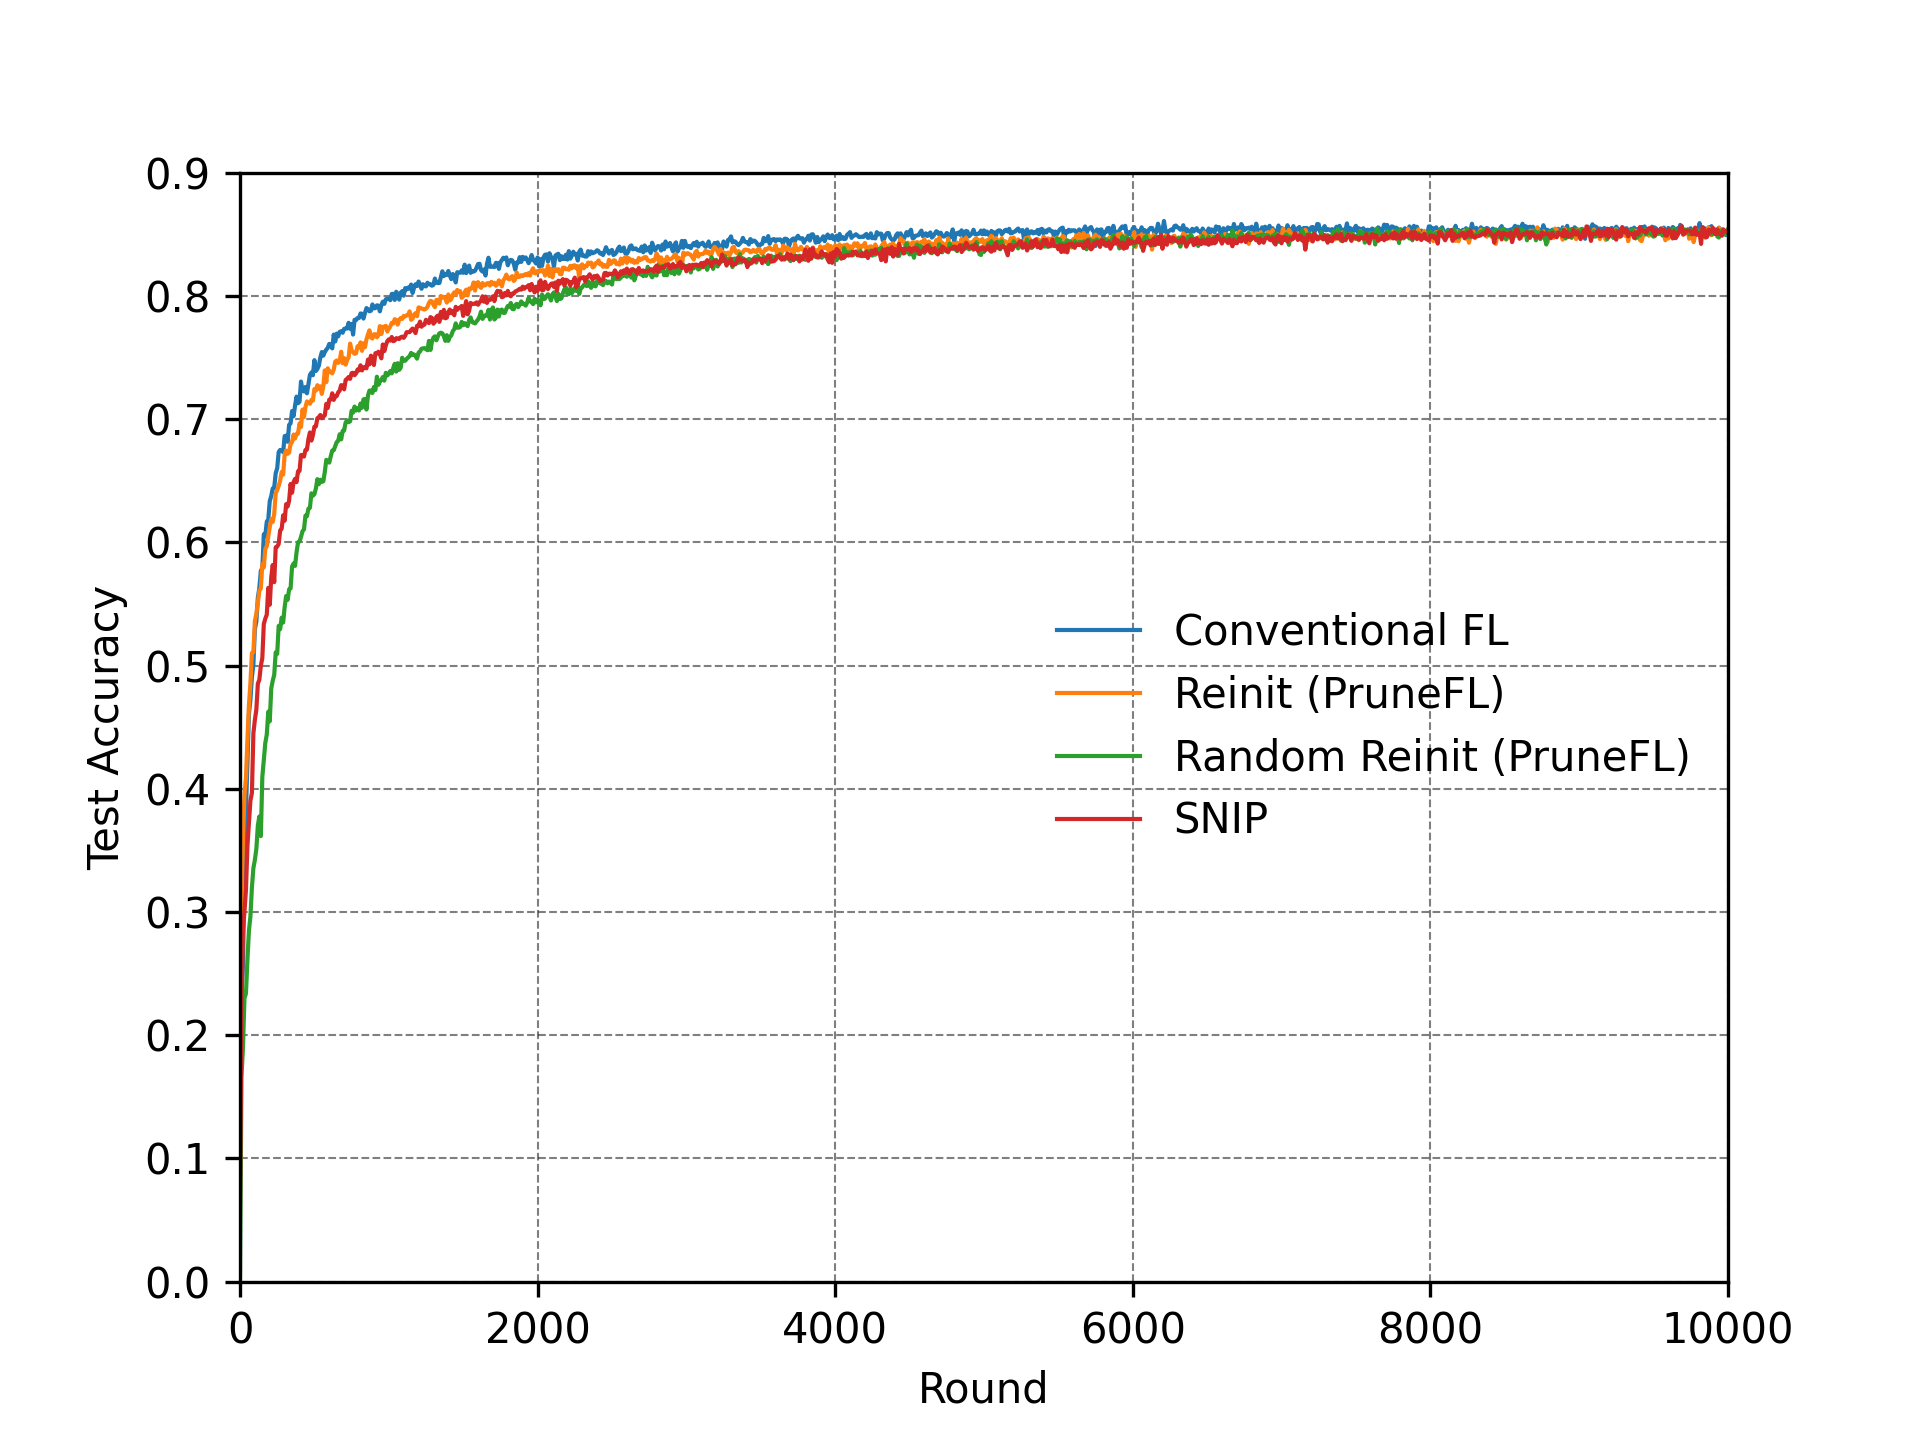 0.9
0.8
0.7
0.6
0.5
0.4
0.3
0.2
0.1
0.0
Test Accuracy
Conventional FL
Reinit (PruneFL)
Random Reinit (PruneFL)
SNIP
0 2000 4000 6000 8000 10000
Round